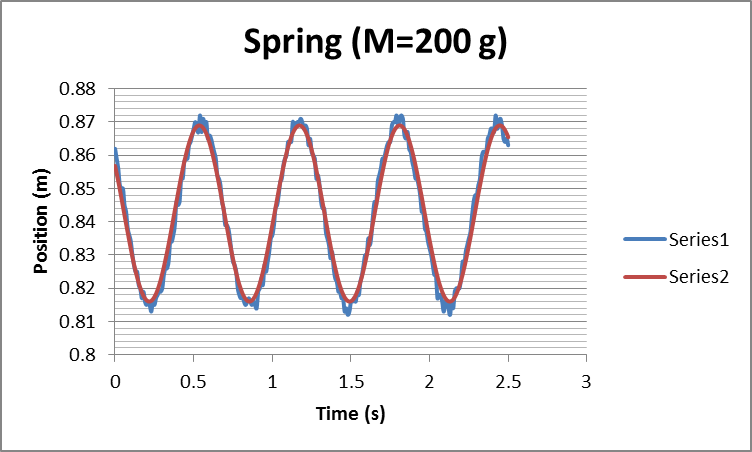 Spring (M=200 g)
0.88
0.87
0.86
0.85
0.84
0.83
0.82
0.81
0.8
Position (m)
0 0.5 1 1.5 2 2.5 3
Time (s)
Series1
Series2